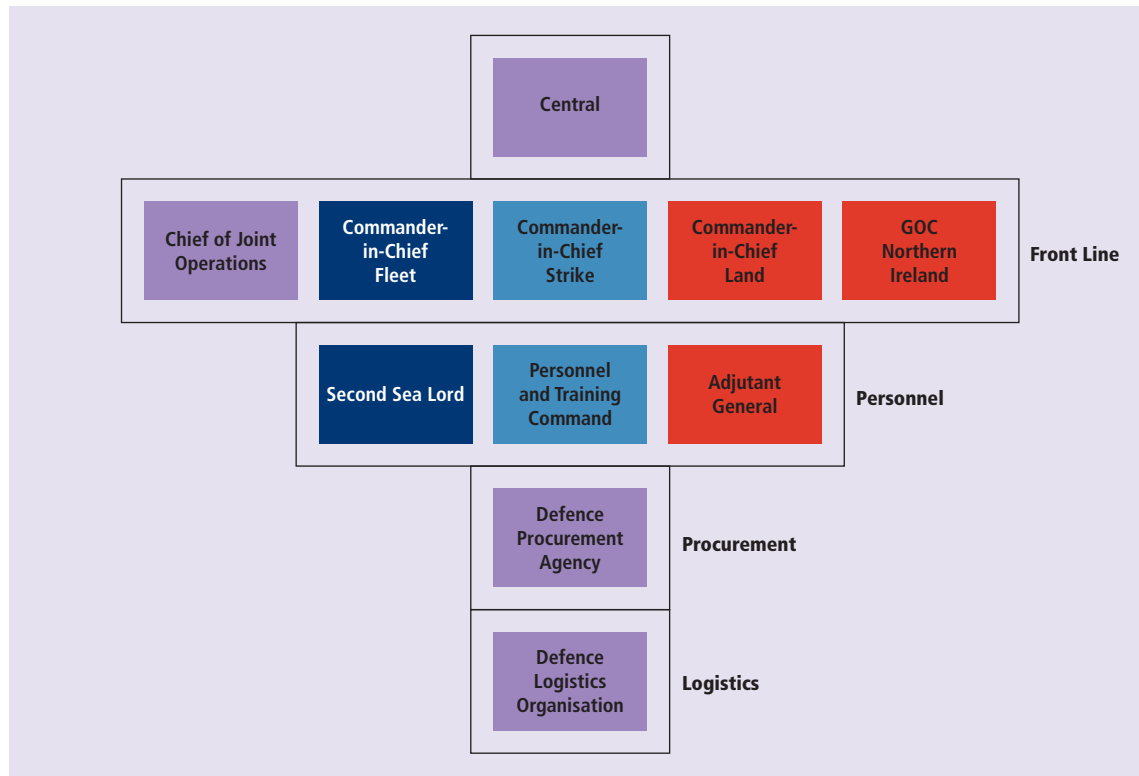 Central
Chief of Joint
Operations
Commander-
in-Chief
Fleet
Commander-
in-Chief
Strike
Commander-
in-Chief
Land
GOC
Northern
Ireland
Front Line
Second Sea Lord
Personnel
and Training
Command
Adjutant
General
Personnel
Defence
Procurement
Agency
Procurement
Defence
Logistics
Organisation
Logistics